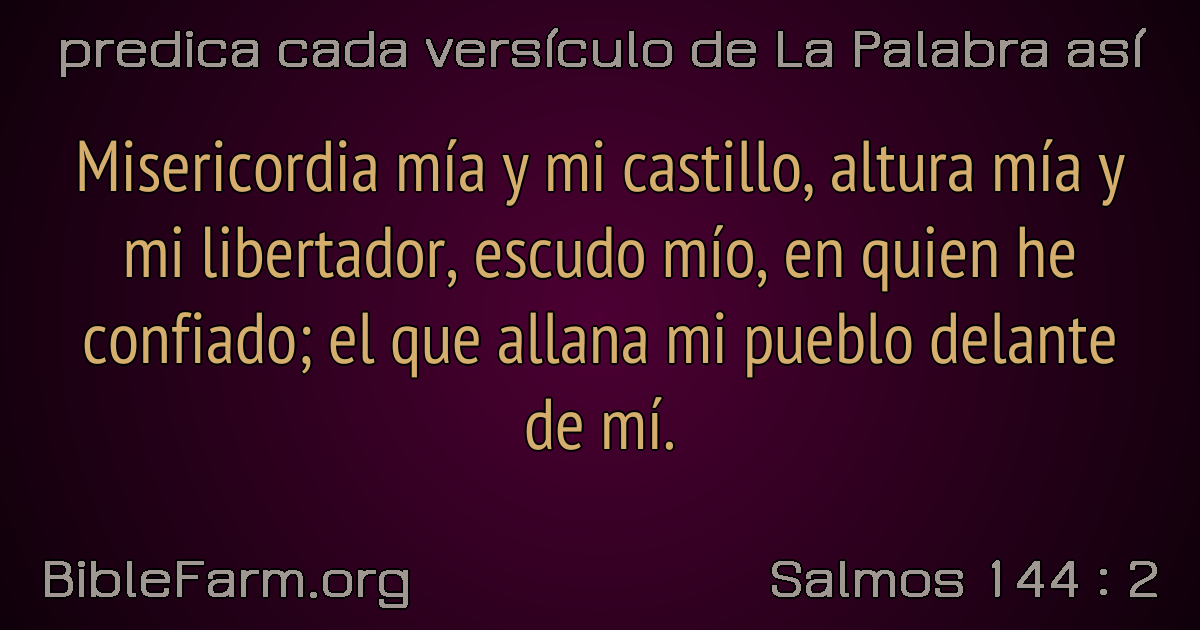 predica cada versículo de La Palabra así
Misericordia mía y mi castillo, altura mía y
mi libertador, escudo mío, en quien he
confiado; el que allana mi pueblo delante
de mí.
BibleFarm.org
Salmos 144 : 2